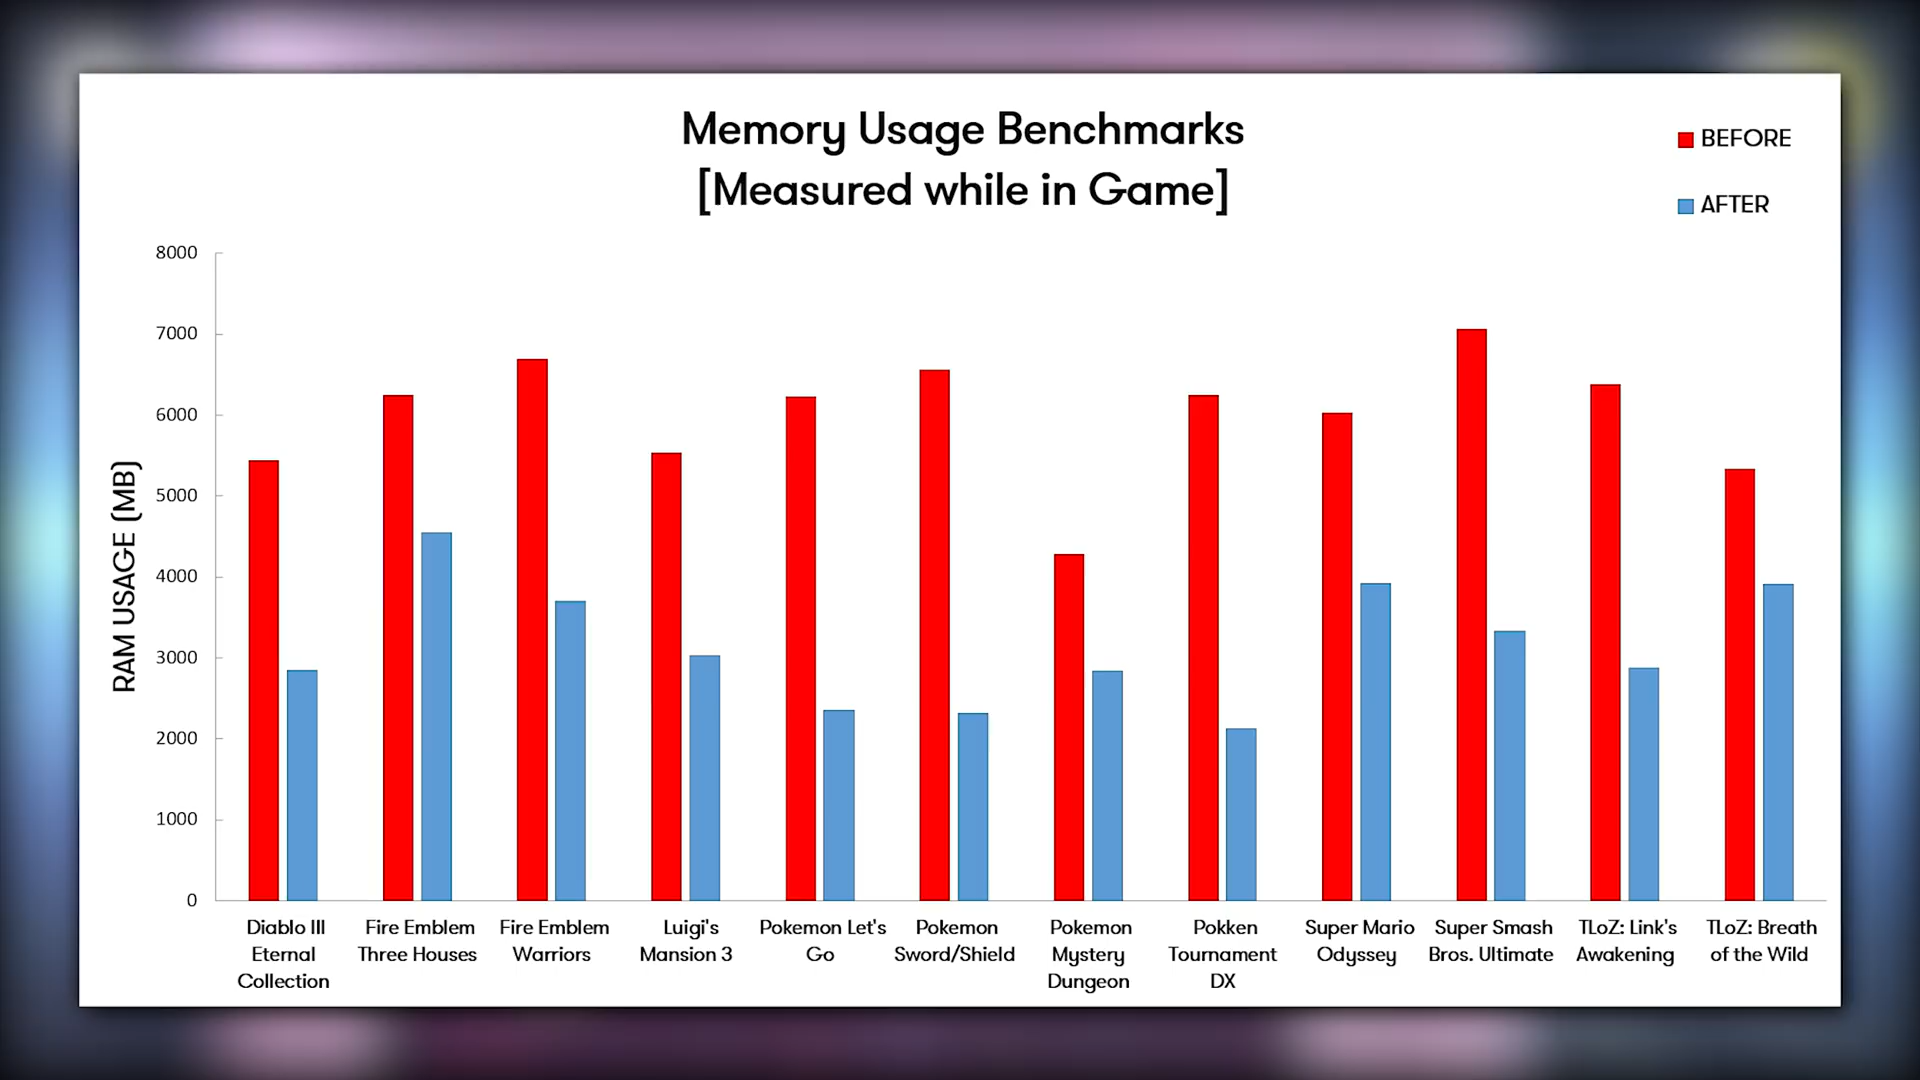 Memory Usage Benchmarks
[Measured while in Game]
BEFORE
AFTER
RAM USAGE (MB)
8000
7000
6000
5000
4000
3000
2000
1000
0
Diablo III
Eternal
Collection
Fire Emblem
Three Houses
Fire Emblem
Warriors
Luigi's
Mansion 3
Pokemon Let's
Go
Pokemon
Sword/Shield
Pokemon
Mystery
Dungeon
Pokken
Tournament
DX
Super Mario
Odyssey
Super Smash
Bros. Ultimate
TLoZ: Link's
Awakening
TLoZ: Breath
of the Wild